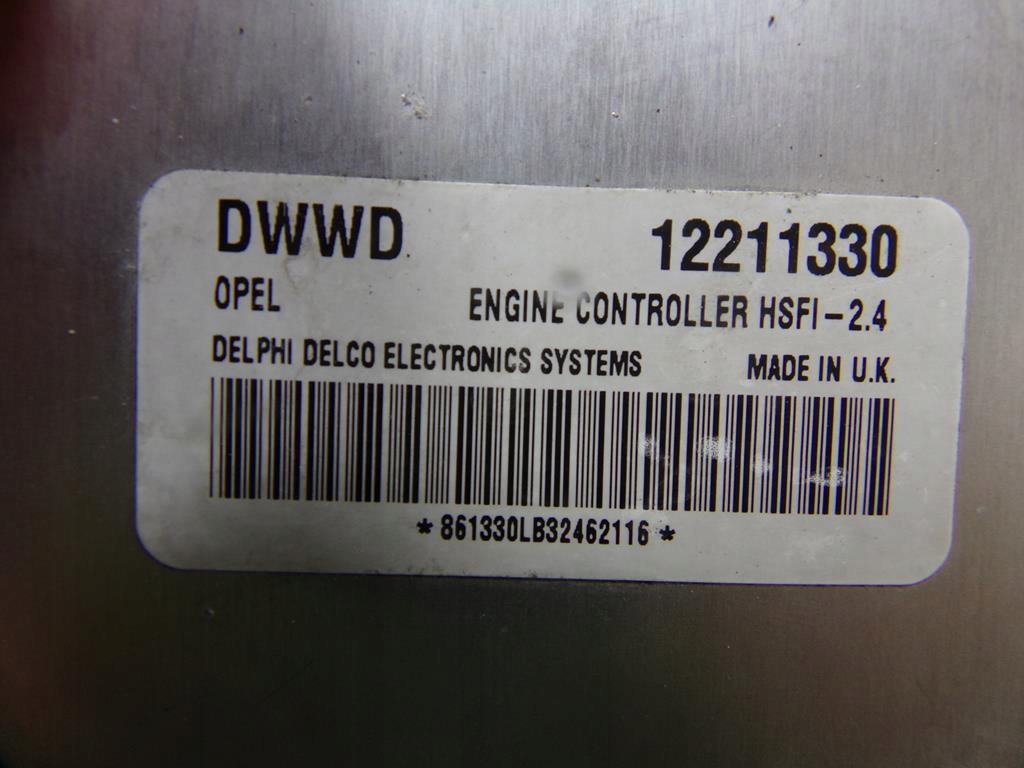 DWWD 12211330
OPEL ENGINE CONTROLLER HSFI-2.4
DELPHI DELCO ELECTRONICS SYSTEMS MADE IN U.K.
*861330LB32462116*